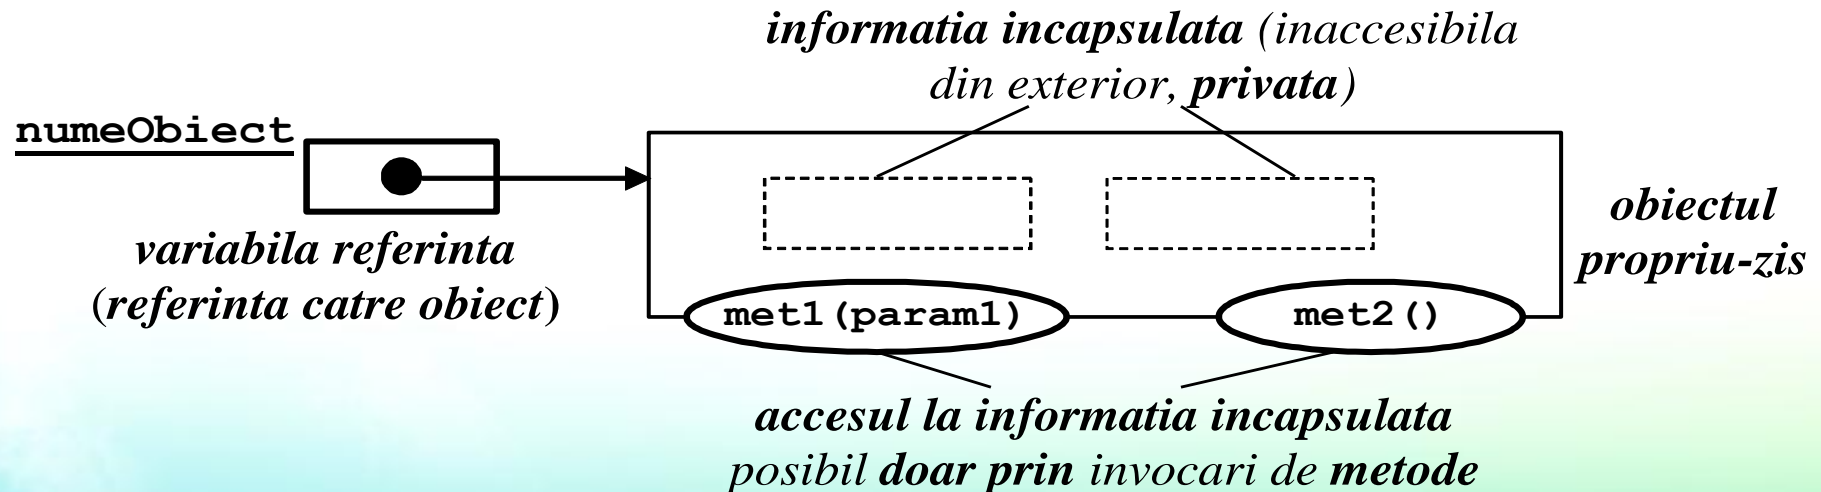 informatia incapsulata (inaccesibila
din exterior, privata)
numeObiect
variabila referinta
(referinta catre obiect)
obiectul
propriu-zis
met1(param1)
met2()
accesul la informatia incapsulata
posibil doar prin invocari de metode